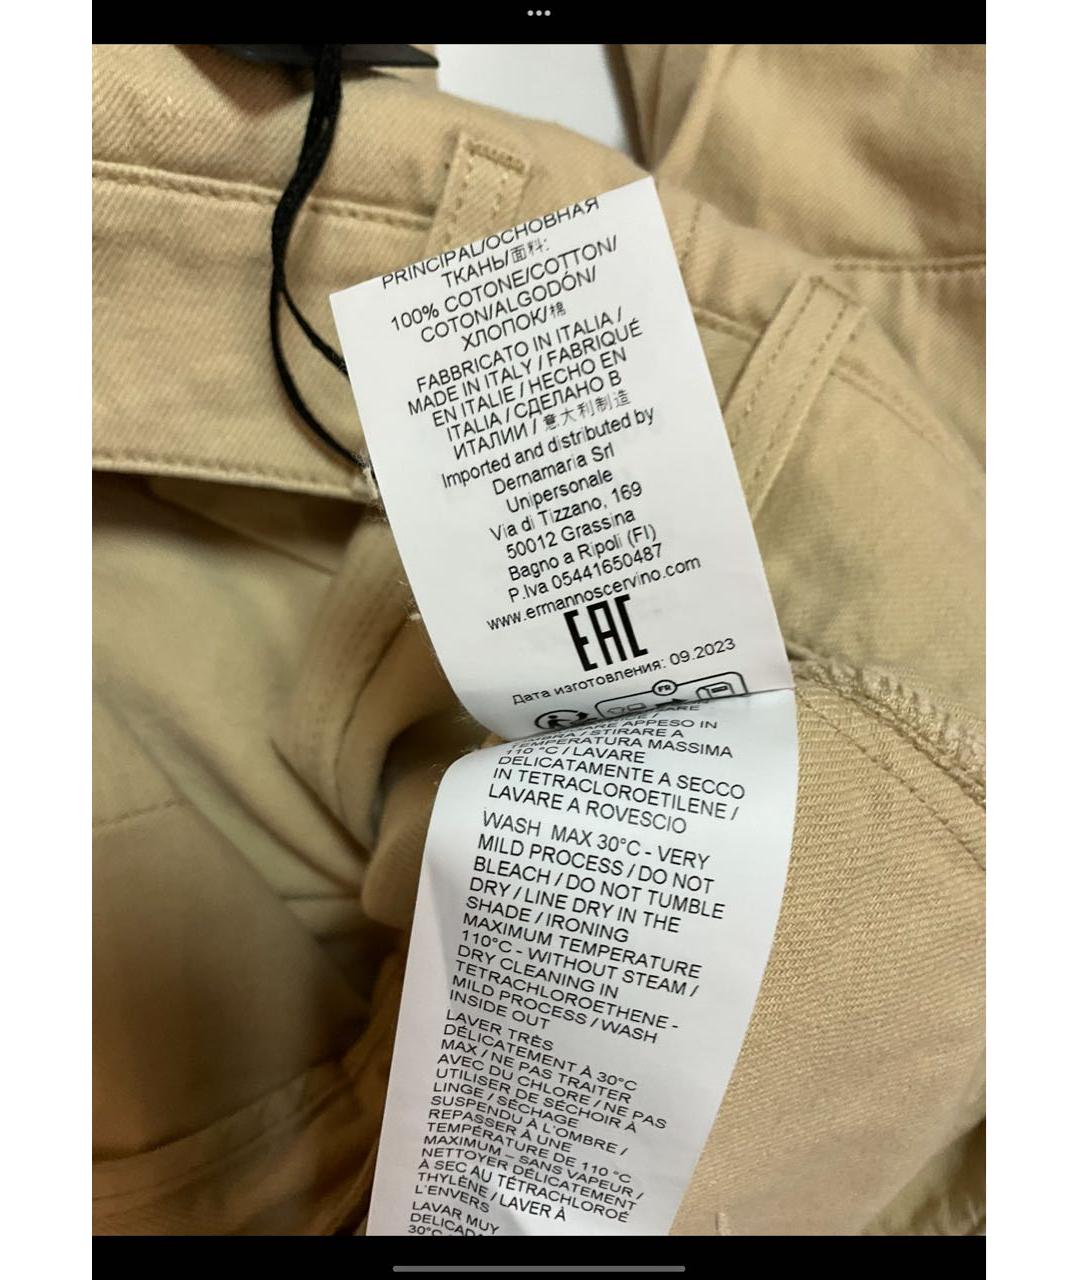 PRINCIPAL/ОСНОВНАЯ
ТКАНЬ/面料:
100% COTONE/COTTON/
COTON/ALGODÓN/
ХЛОПОК/棉
FABBRICATO IN ITALIA /
MADE IN ITALY / FABRIQUÉ
EN ITALIE / HECHO EN
ITALIA / СДЕЛАНО В
ИТАЛИИ / 意大利制造
Imported and distributed by
Dernamaria Srl
Unipersonale
Via di Tizzano, 169
50012 Grassina
Bagno a Ripoli (FI)
P.Iva 05441650487
www.ermannoscervino.com
EAC
Дата изготовления: 09.2023
FR
APPESO IN
/ STIRARE A
TEMPERATURA MASSIMA
110 °C / LAVARE
DELICATAMENTE A SECCO
IN TETRACLOROETILENE /
LAVARE A ROVESCIO
WASH MAX 30°C - VERY
MILD PROCESS / DO NOT
BLEACH / DO NOT TUMBLE
DRY / LINE DRY IN THE
SHADE / IRONING
MAXIMUM TEMPERATURE
110°C - WITHOUT STEAM /
DRY CLEANING IN
TETRACHLOROETHENE -
MILD PROCESS / WASH
INSIDE OUT
LAVER TRÈS
DÉLICATEMENT À 30°C
MAX / NE PAS TRAITER
AVEC DU CHLORE / NE PAS
UTILISER DE SÉCHOIR À
LINGE / SÉCHAGE
SUSPENDU À L'OMBRE /
REPASSER À UNE
TEMPÉRATURE DE 110 °C
MAXIMUM – SANS VAPEUR /
NETTOYER DÉLICATEMENT
À SEC AU TÉTRACHLOROÉ
THYLÈNE / LAVER À
L'ENVERS
LAVAR MUY
30°C